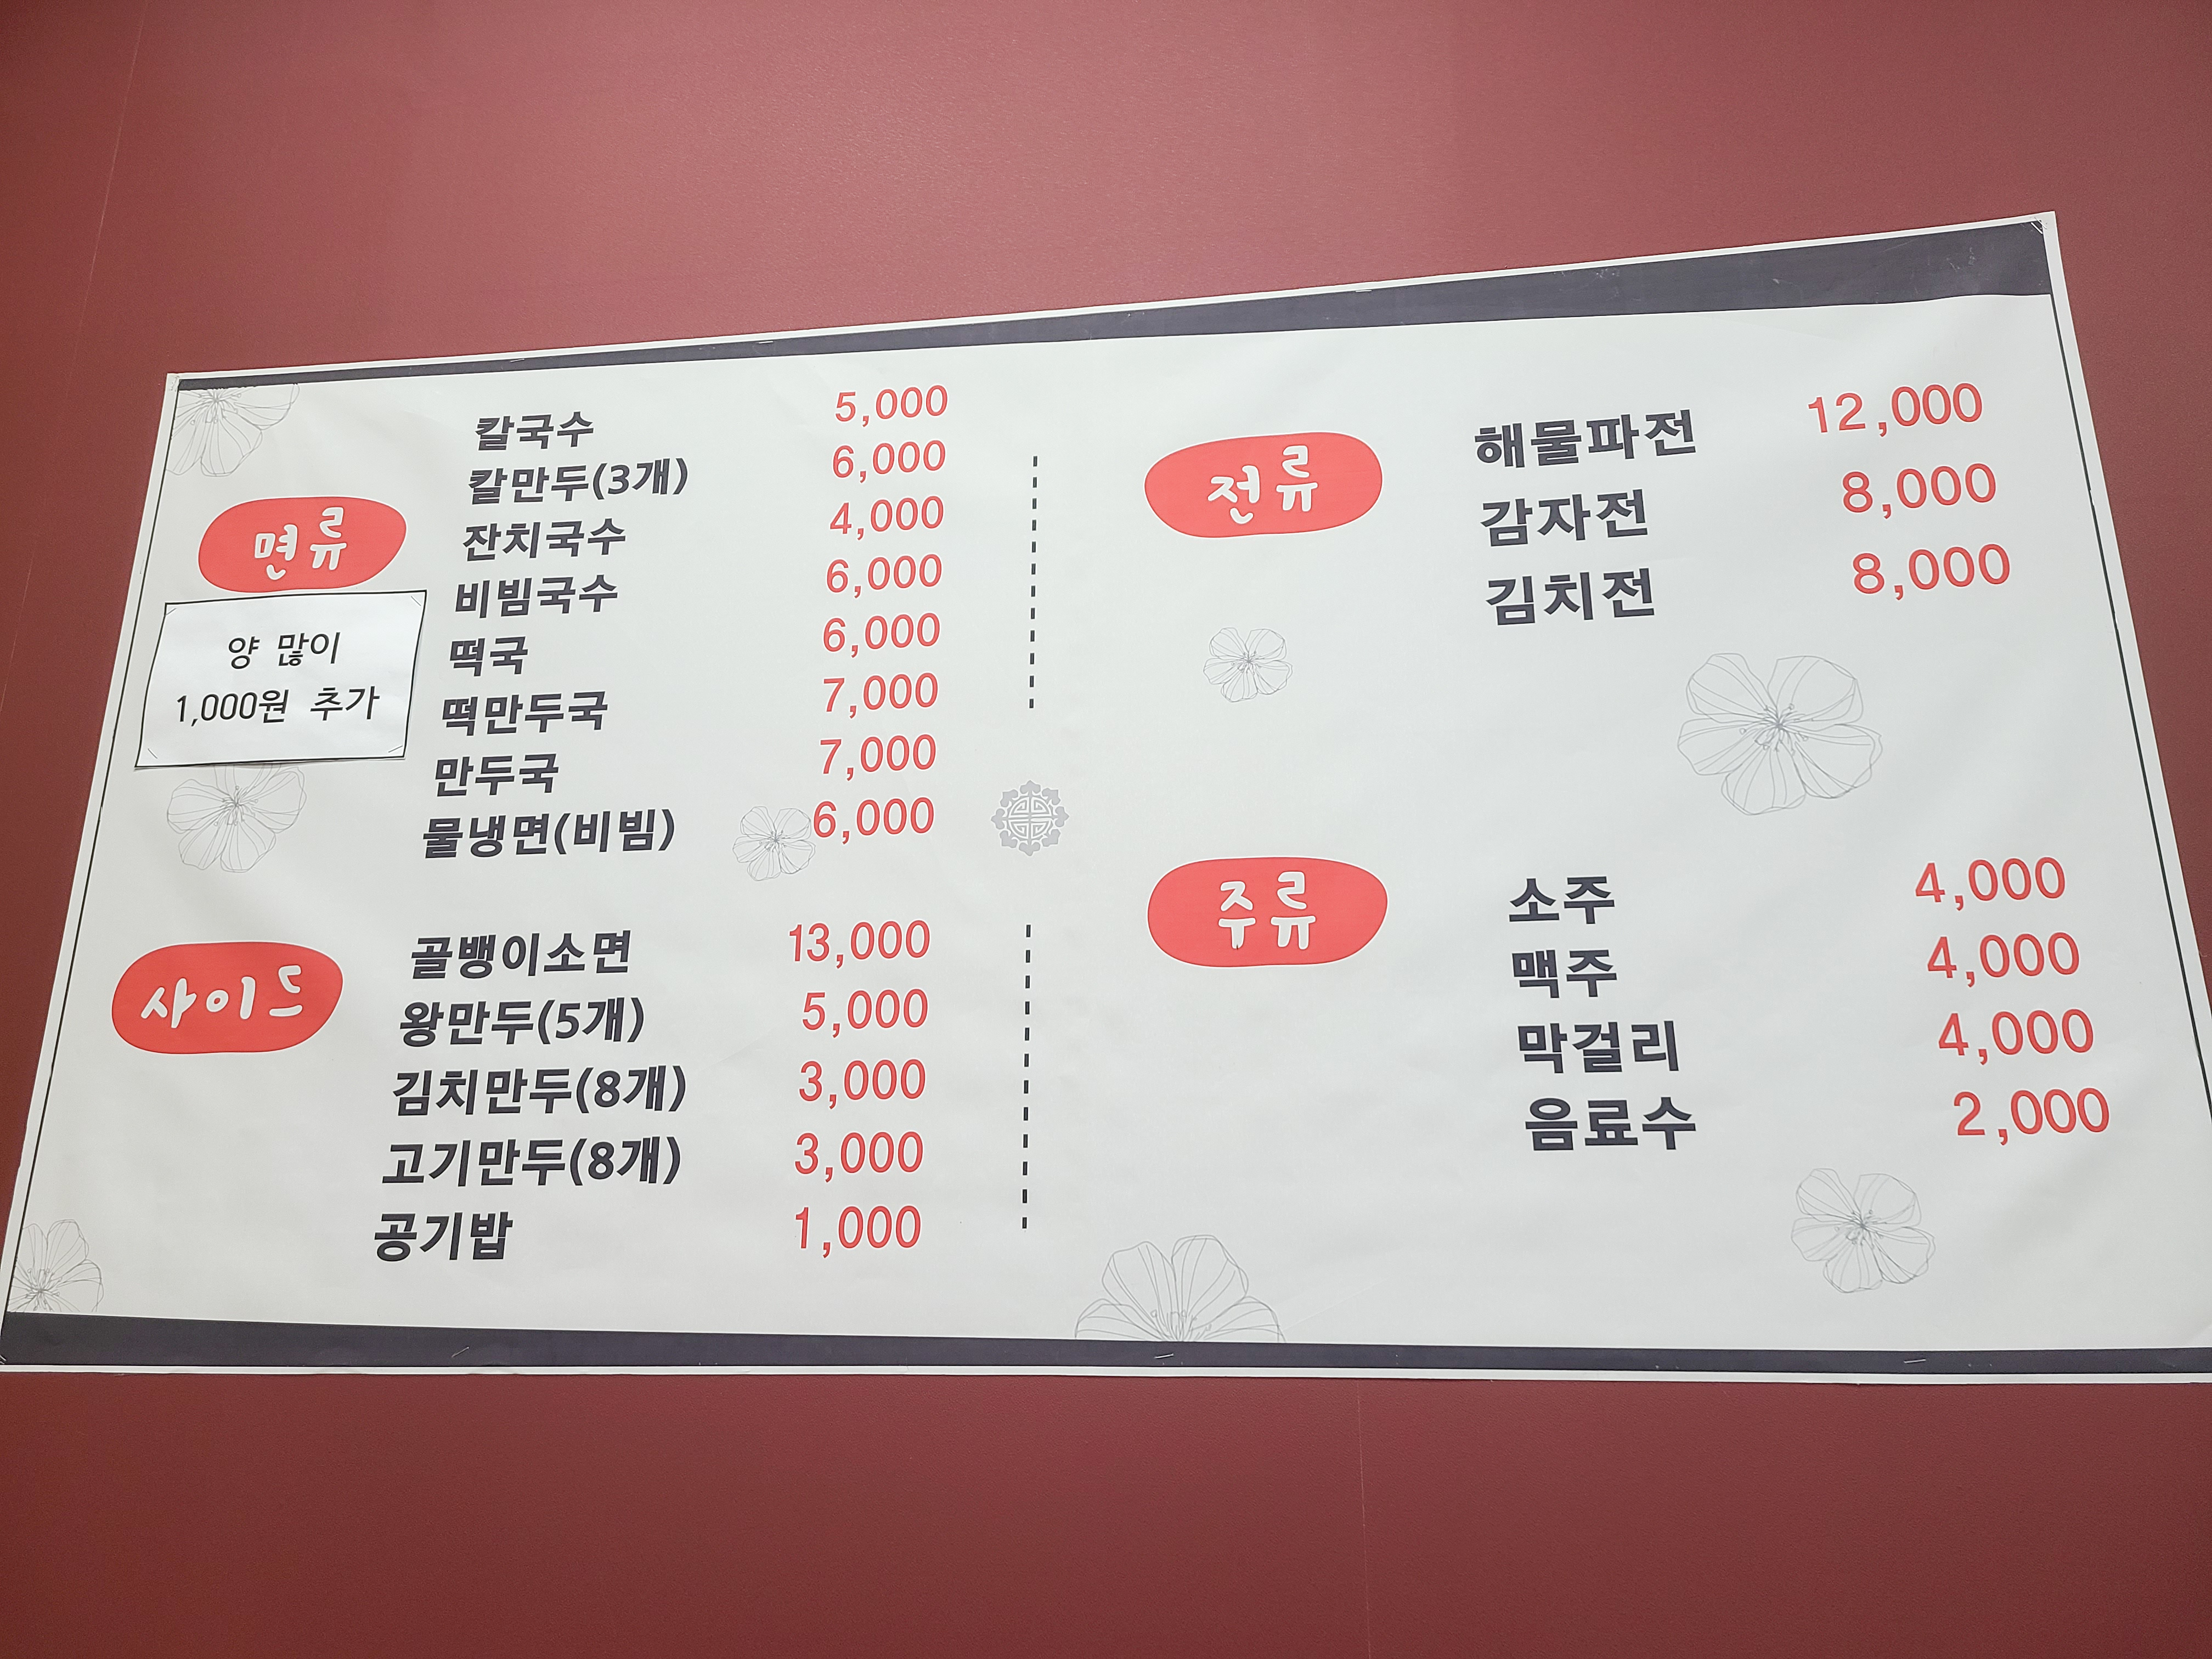 면류
양 많이
1,000원 추가
칼국수 5,000
칼만두(3개) 6,000
잔치국수 4,000
비빔국수 6,000
떡국 6,000
떡만두국 7,000
만두국 7,000
물냉면(비빔) 6,000
사이드
골뱅이소면 13,000
왕만두(5개) 5,000
김치만두(8개) 3,000
고기만두(8개) 3,000
공기밥 1,000
전류
해물파전 12,000
감자전 8,000
김치전 8,000
주류
소주 4,000
맥주 4,000
막걸리 4,000
음료수 2,000